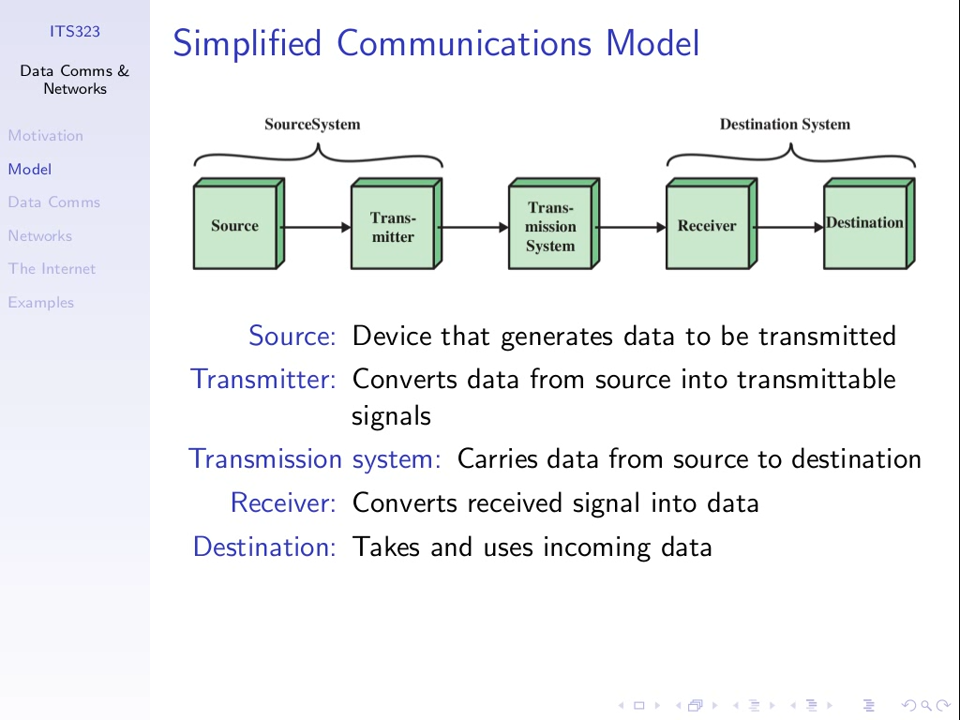 ITS323
Data Comms &
Networks
Motivation
Model
Data Comms
Networks
The Internet
Examples
Simplified Communications Model
SourceSystem
Destination System
Source
Trans-
mitter
Trans-
mission
System
Receiver
Destination
Source: Device that generates data to be transmitted
Transmitter: Converts data from source into transmittable
signals
Transmission system: Carries data from source to destination
Receiver: Converts received signal into data
Destination: Takes and uses incoming data